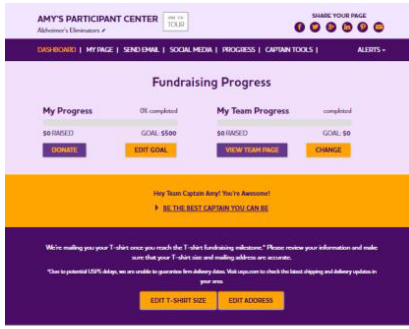 AMY'S PARTICIPANT CENTER
TOUR
SHARE YOUR PAGE
Alzheimer's Eliminators
DASHBOARD | MY PAGE | SEND EMAIL | SOCIAL MEDIA | PROGRESS | CAPTAIN TOOLS | ALERTS
Fundraising Progress
My Progress 0% completed My Team Progress completed
$0 RAISED GOAL: $500 $0 RAISED GOAL: $0
DONATE EDIT GOAL VIEW TEAM PAGE CHANGE
Hey Team Captain Amy! You're Awesome!
BE THE BEST CAPTAIN YOU CAN BE
We're mailing you your T-shirt once you reach the T-shirt fundraising milestone.* Please review your information and make
sure that your T-shirt size and mailing address are accurate.
*Due to potential USPS delays, we are unable to guarantee firm delivery dates. Visit usps.com to check the latest shipping and delivery updates in
your area.
EDIT T-SHIRT SIZE EDIT ADDRESS